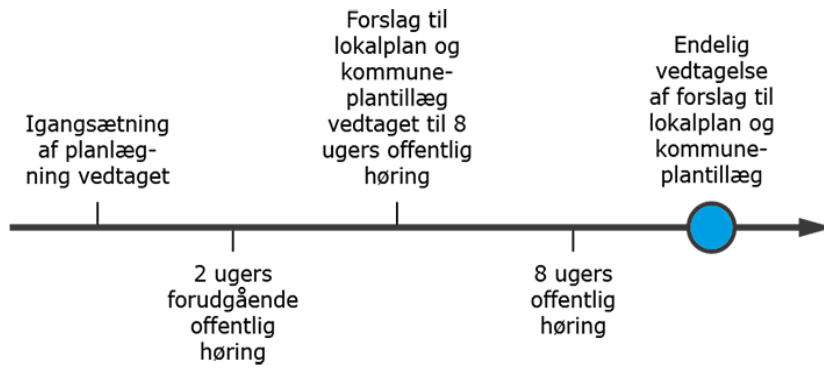 Igangsætning
af planlæg-
ning vedtaget
2 ugers
forudgående
offentlig
høring
Forslag til
lokalplan og
kommune-
plantillæg
vedtaget til 8
ugers offentlig
høring
8 ugers
offentlig
høring
Endelig
vedtagelse
af forslag til
lokalplan og
kommune-
plantillæg